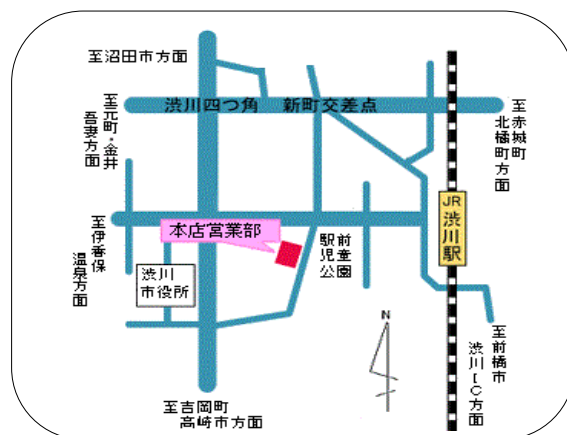 至沼田市方面
渋川四つ角
新町交差点
至元町・金井
吾妻方面
至赤城町
北橘町方面
JR渋川駅
本店営業部
至伊香保
温泉方面
駅前
児童
公園
渋川
市役所
N
至前橋市
渋川IC方面
至吉岡町
高崎市方面